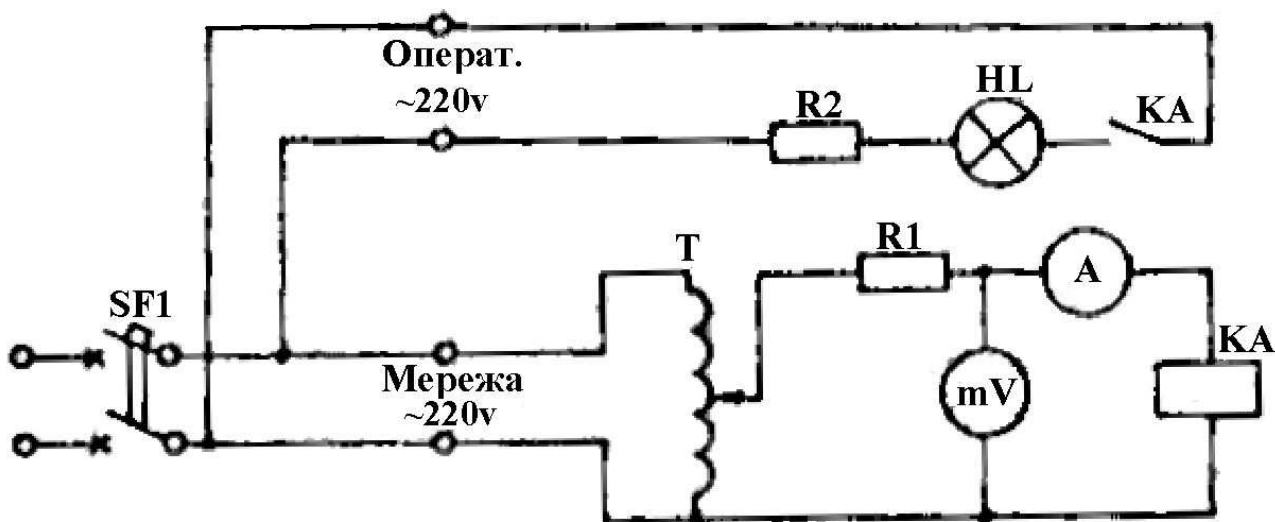 Операт.
~220v
HL
R2
KA
T
R1
A
SF1
KA
Мережа
~220v
mV